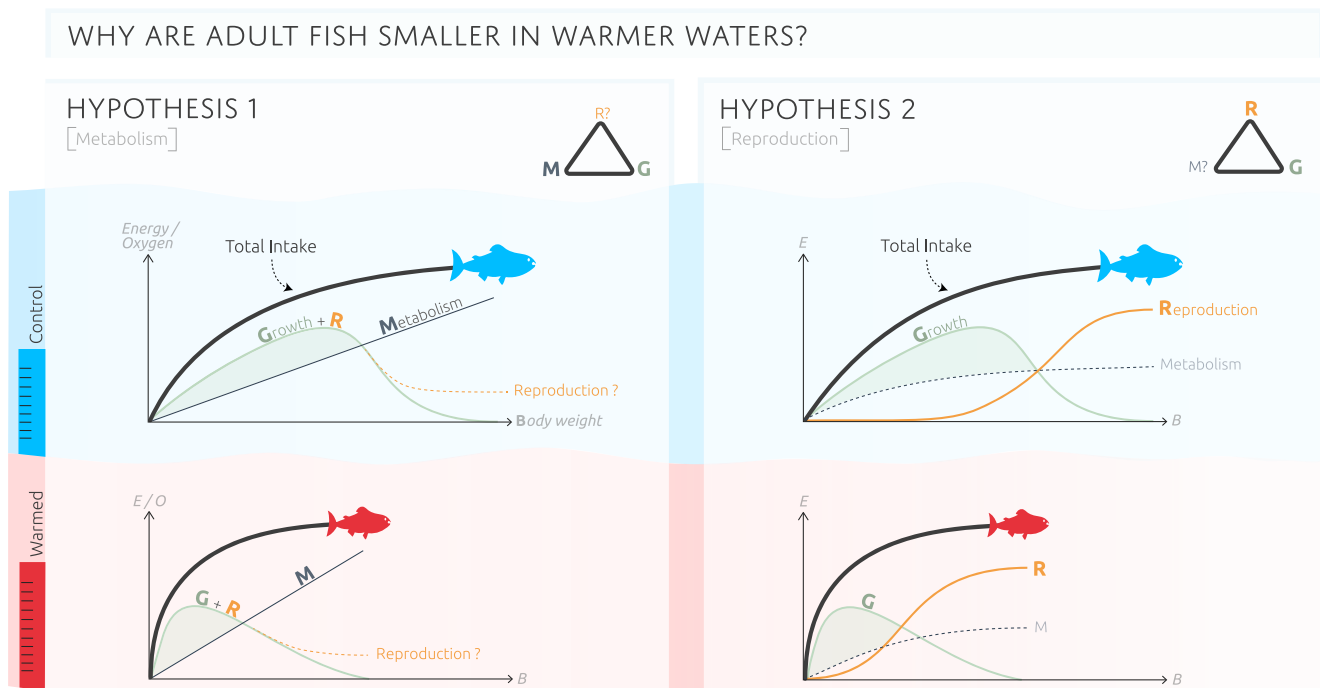 WHY ARE ADULT FISH SMALLER IN WARMER WATERS?
HYPOTHESIS 1
[Metabolism]
R?
M
G
Control
Energy /
Oxygen
Total Intake
Growth + R
Metabolism
Reproduction ?
Body weight
HYPOTHESIS 2
[Reproduction]
R
M?
G
E
Total Intake
Growth
Reproduction
Metabolism
B
Warmed
E / O
M
G + R
Reproduction ?
B
E
G
R
M
B